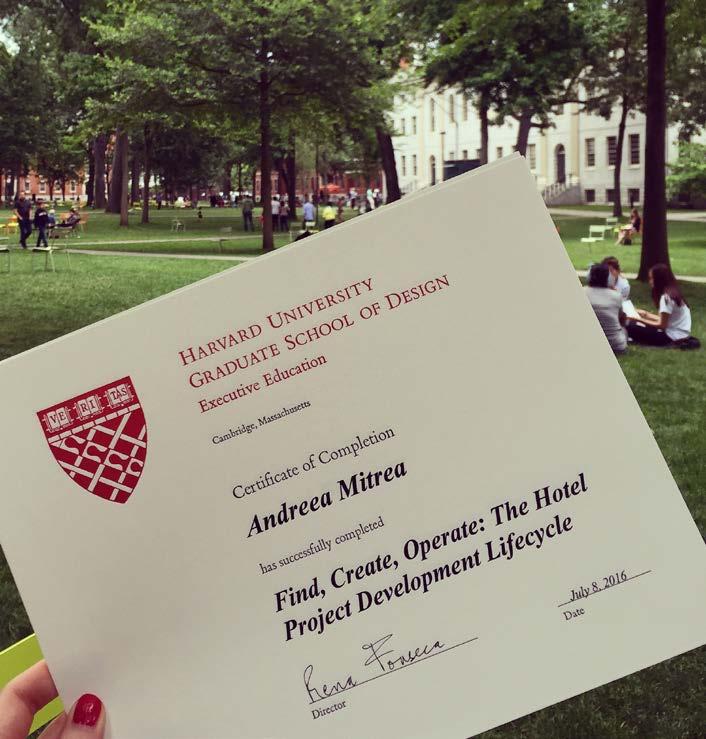 HARVARD UNIVERSITY
GRADUATE SCHOOL OF DESIGN
Executive Education
Cambridge, Massachusetts
VE RI TAS
Certificate of Completion
Andreea Mitrea
has successfully completed
Find, Create, Operate: The Hotel
Project Development Lifecycle
July 8, 2016
Date
Rena Fonseca
Director